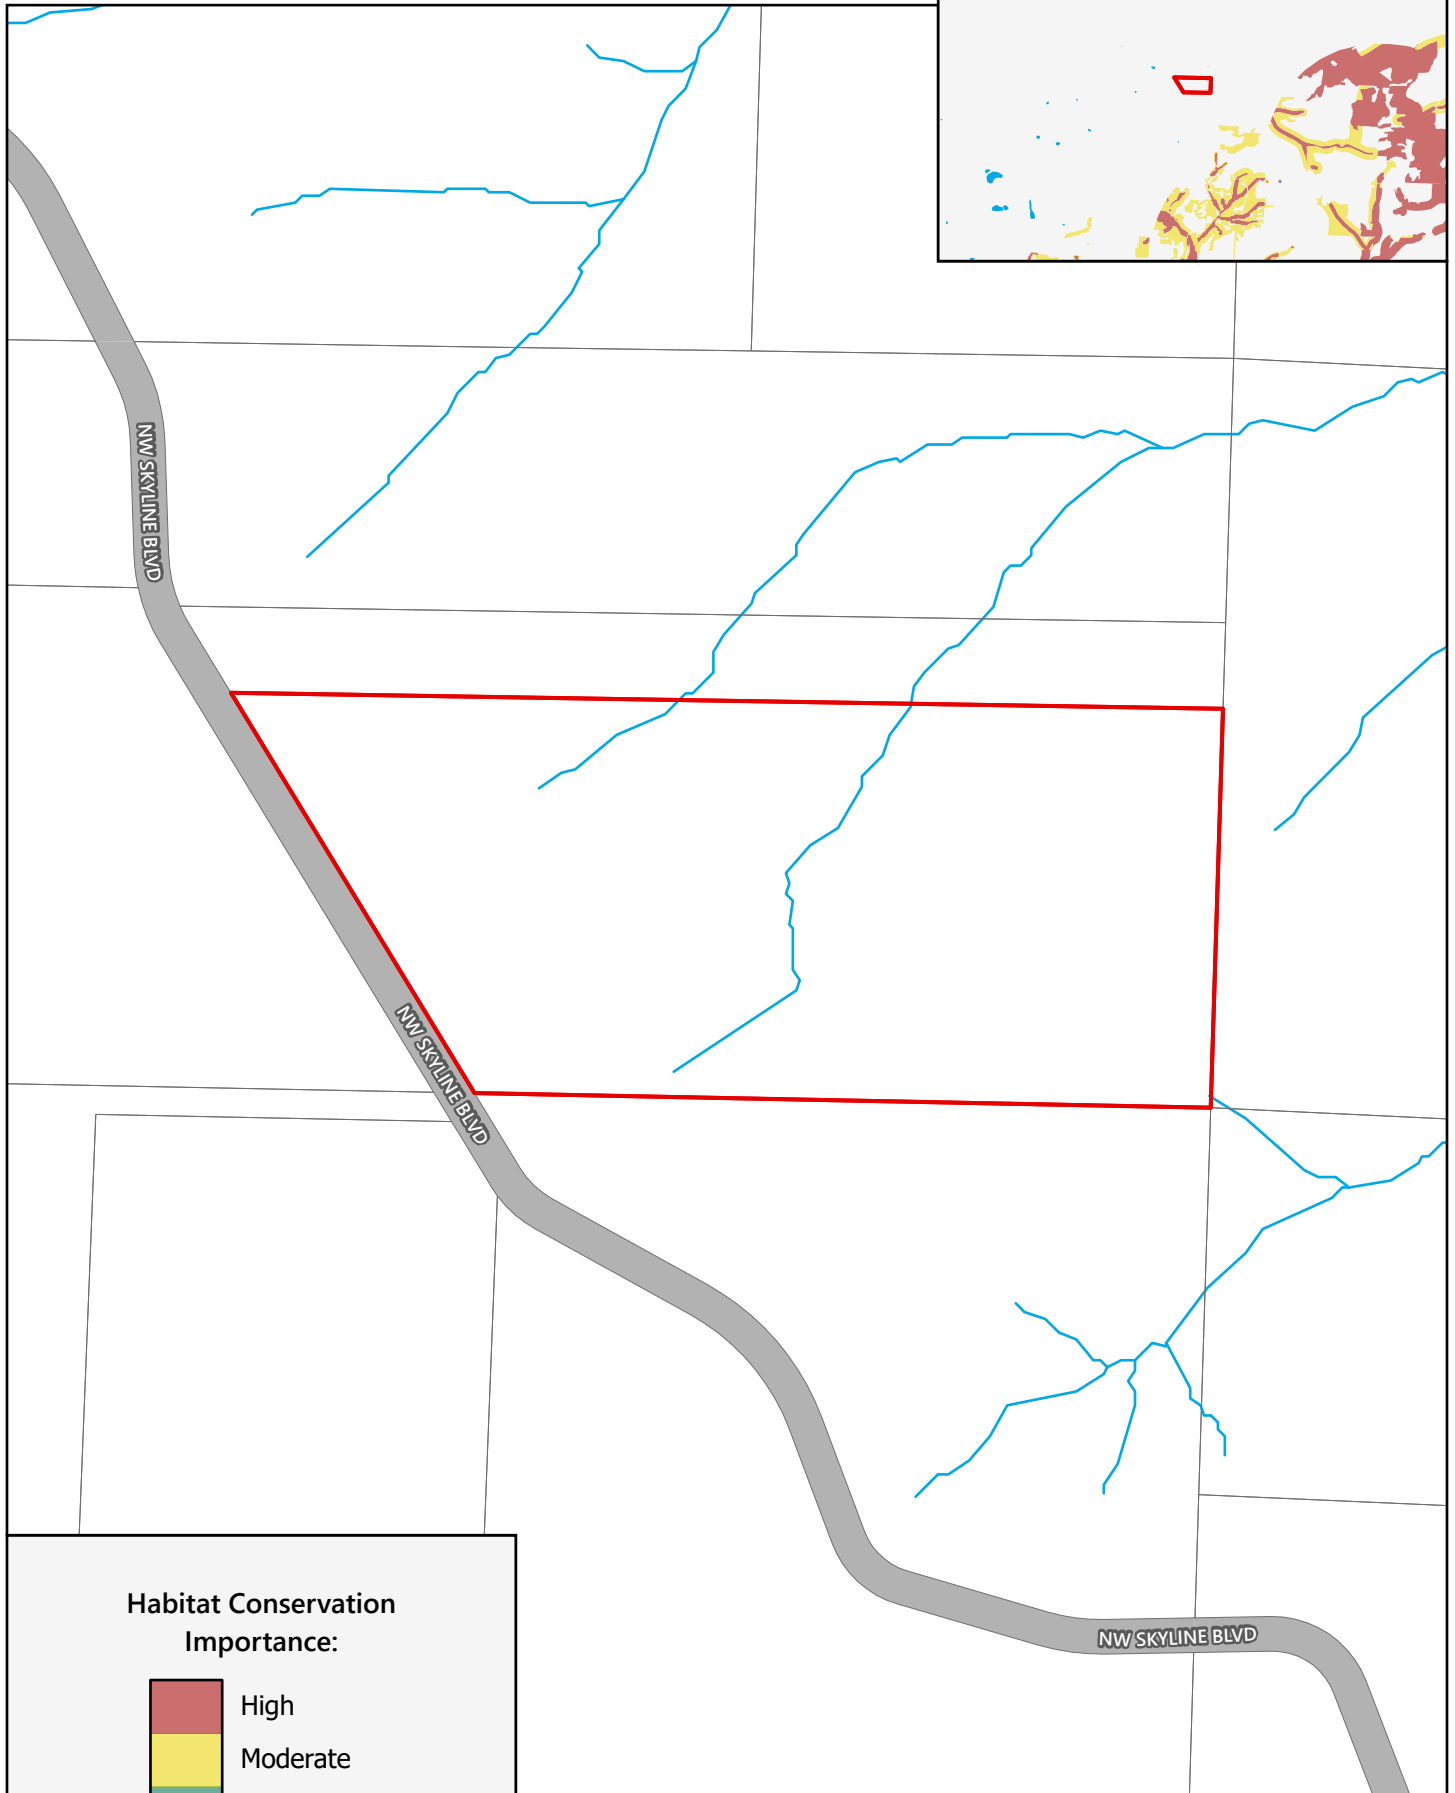 NW SKYLINE BLVD
NW SKYLINE BLVD
NW SKYLINE BLVD
Habitat Conservation
Importance:
High
Moderate